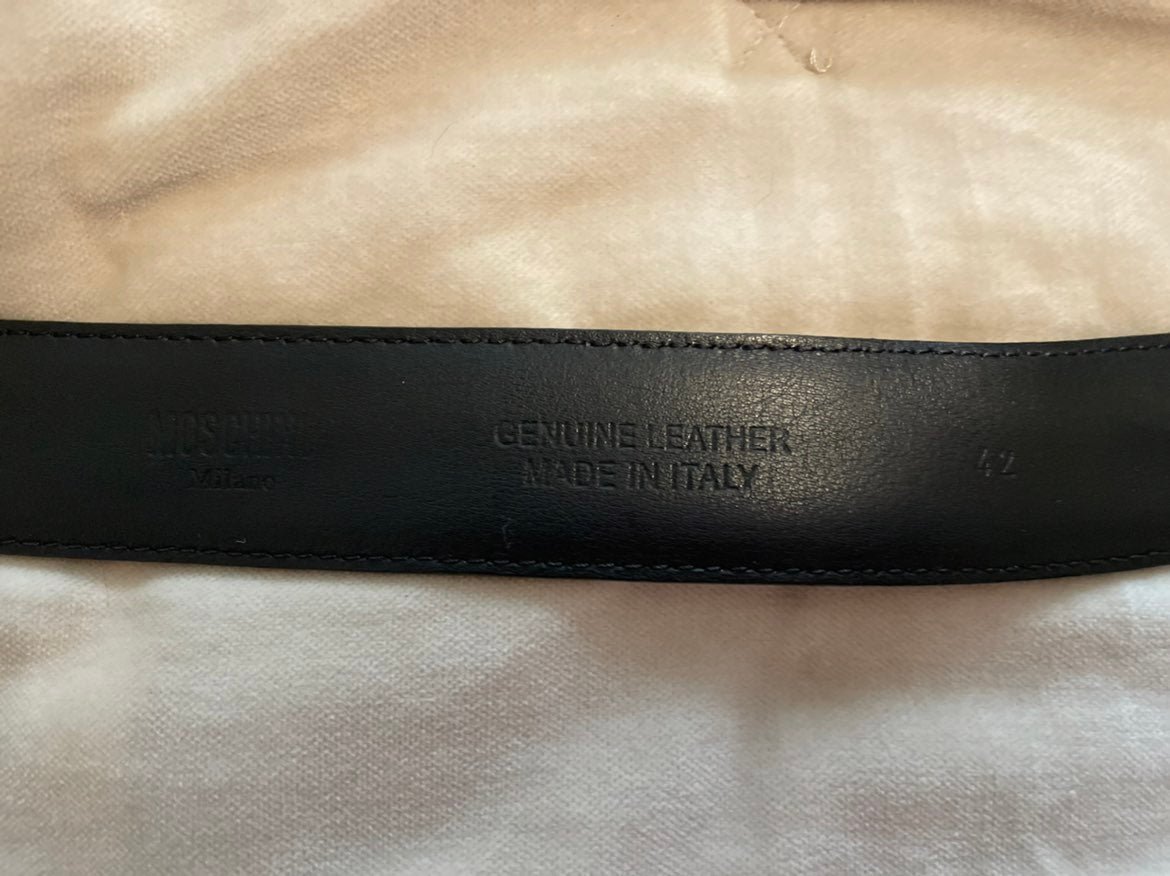 MOSCHINO
Milano
GENUINE LEATHER
MADE IN ITALY
42